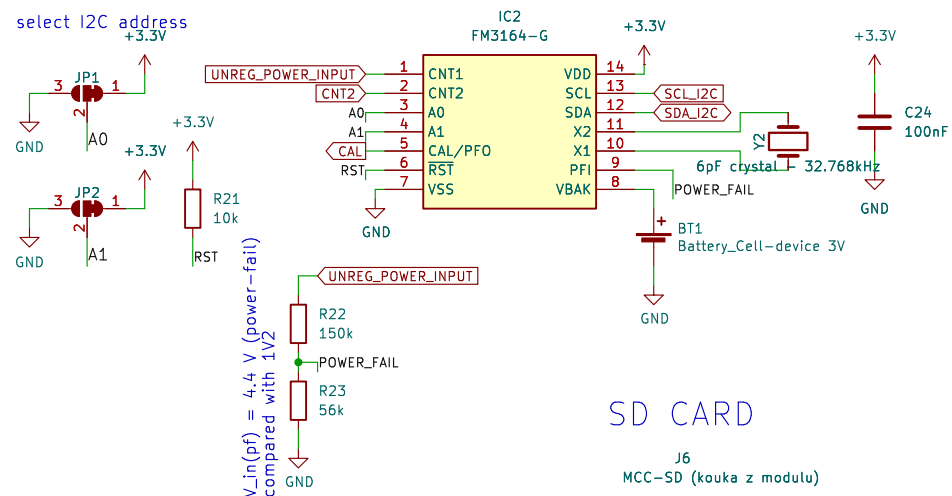 select I2C address
+3.3V
JP1
3
1
2
GND
A0
+3.3V
JP2
3
1
2
GND
A1
+3.3V
R21
10k
RST
IC2
FM3164-G
UNREG_POWER_INPUT
CNT2
A0
A1
CAL
RST
1
2
3
4
5
6
7
CNT1
CNT2
A0
A1
CAL/PFO
RST
VSS
GND
VDD
SCL
SDA
X2
X1
PFI
VBAK
14
13
12
11
10
9
8
+3.3V
SCL_I2C
SDA_I2C
Y2
6pF crystal - 32.768kHz
POWER_FAIL
BT1
Battery_Cell-device 3V
+
GND
+3.3V
C24
100nF
GND
V_in(pf) = 4.4 V (power-fail)
compared with 1V2
UNREG_POWER_INPUT
R22
150k
POWER_FAIL
R23
56k
GND
SD CARD
J6
MCC-SD (kouka z modulu)